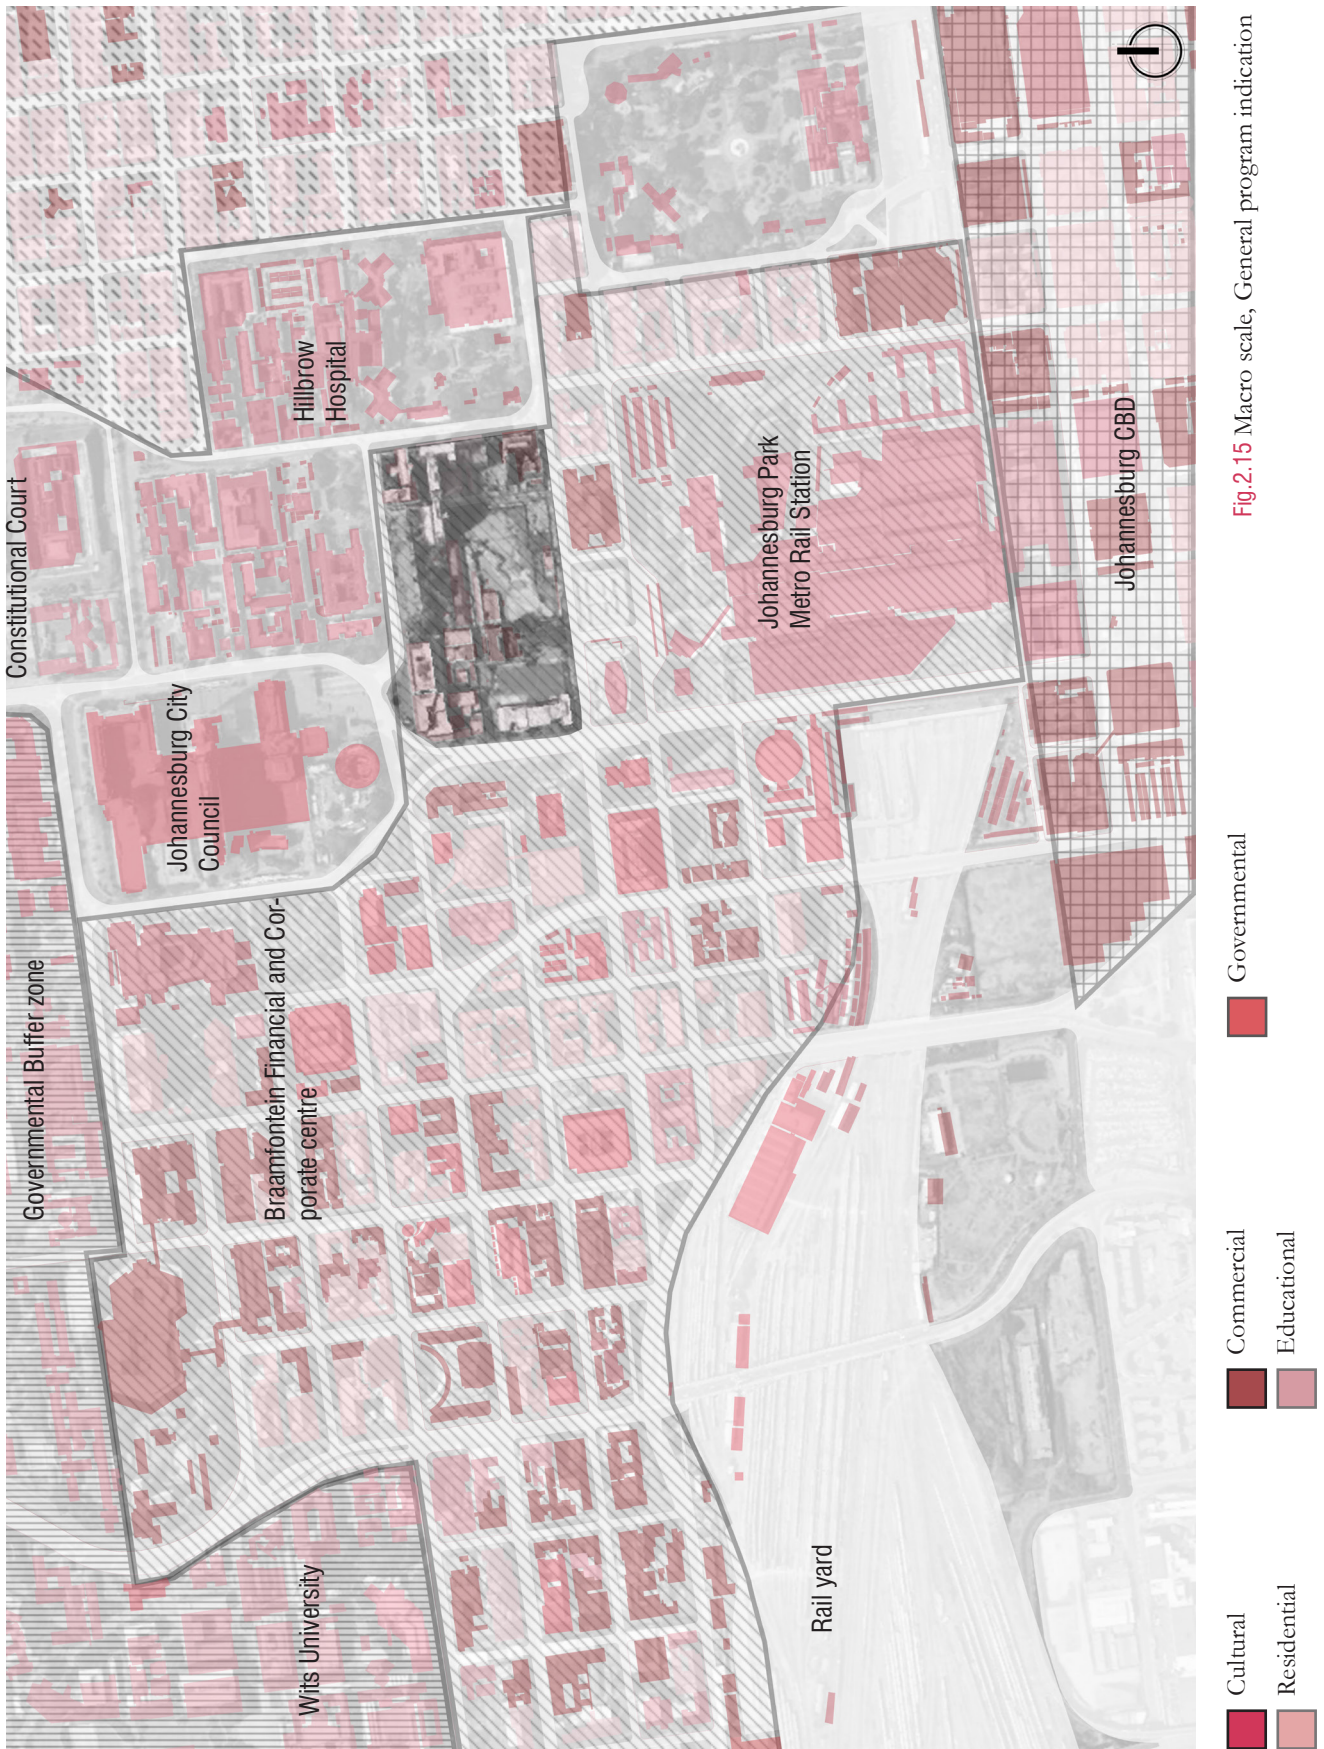 Constitutional Court
Governmental Buffer zone
Johannesburg City
Council
Hillbrow
Hospital
Braamfontein Financial and Cor-
porate centre
Wits University
Johannesburg Park
Metro Rail Station
Rail yard
Johannesburg CBD
Cultural
Commercial
Governmental
Residential
Educational
Fig.2.15 Macro scale, General program indication